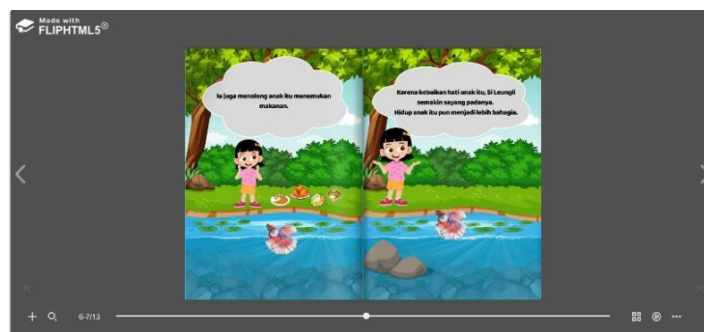 Made with
FLIPHTML5®
Ia juga menolong anak itu menemukan
makanan.
Karena kebaikan hati anak itu, Si Leungli
semakin sayang padanya.
Hidup anak itu pun menjadi lebih bahagia.
6-7/13